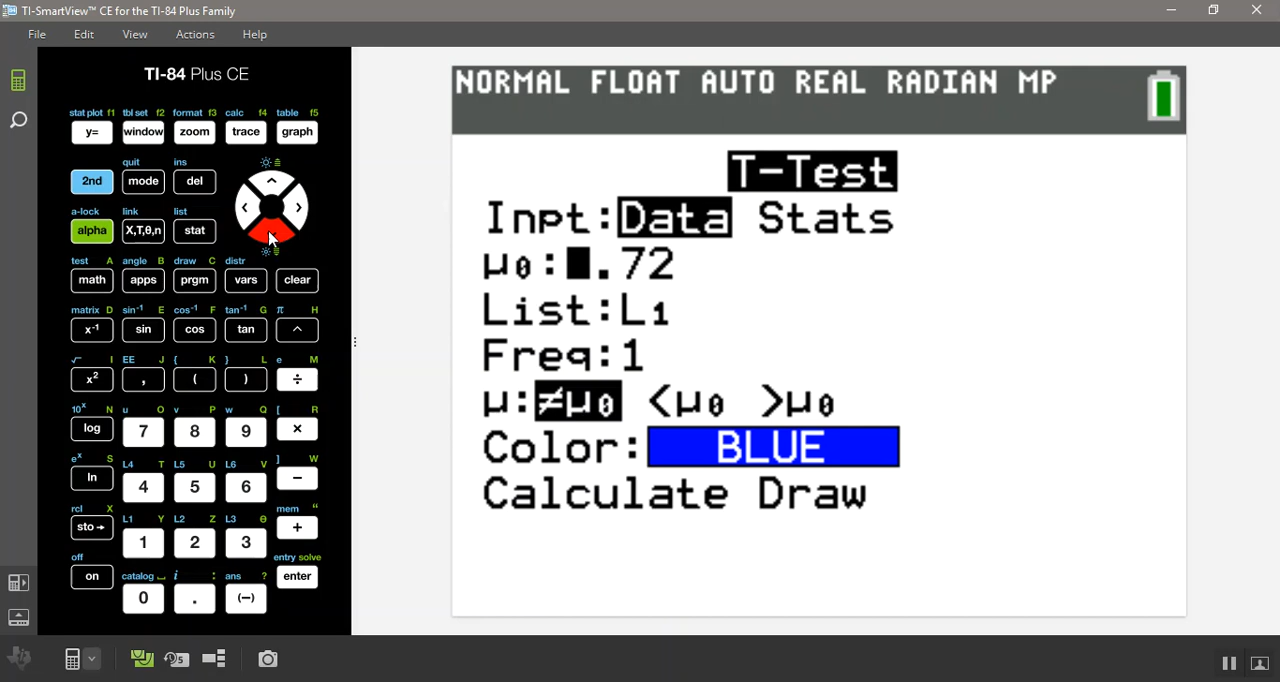 TI-SmartView™ CE for the TI-84 Plus Family
File Edit View Actions Help
TI-84 Plus CE
stat plot f1 tbl set f2 format f3 calc f4 table f5
y= window zoom trace graph
quit ins
2nd mode del
a-lock link list
alpha X,T,θ,n stat
test A angle B draw C distr
math apps prgm vars clear
matrix D sin⁻¹ E cos⁻¹ F tan⁻¹ G π H
x⁻¹ sin cos tan ^
√ I EE J { K } L e M
x² , ( ) ÷
10ˣ N u O v P w Q [ R
log 7 8 9 ×
eˣ S L4 T L5 U L6 V ] W
ln 4 5 6 −
rcl X L1 Y L2 Z L3 θ mem "
sto→ 1 2 3 +
off catalog i : ans ? entry solve
on 0 . (−) enter
NORMAL FLOAT AUTO REAL RADIAN MP
T-Test
Inpt:Data Stats
μ₀:.72
List:L₁
Freq:1
μ:≠μ₀ <μ₀ >μ₀
Color: BLUE
Calculate Draw